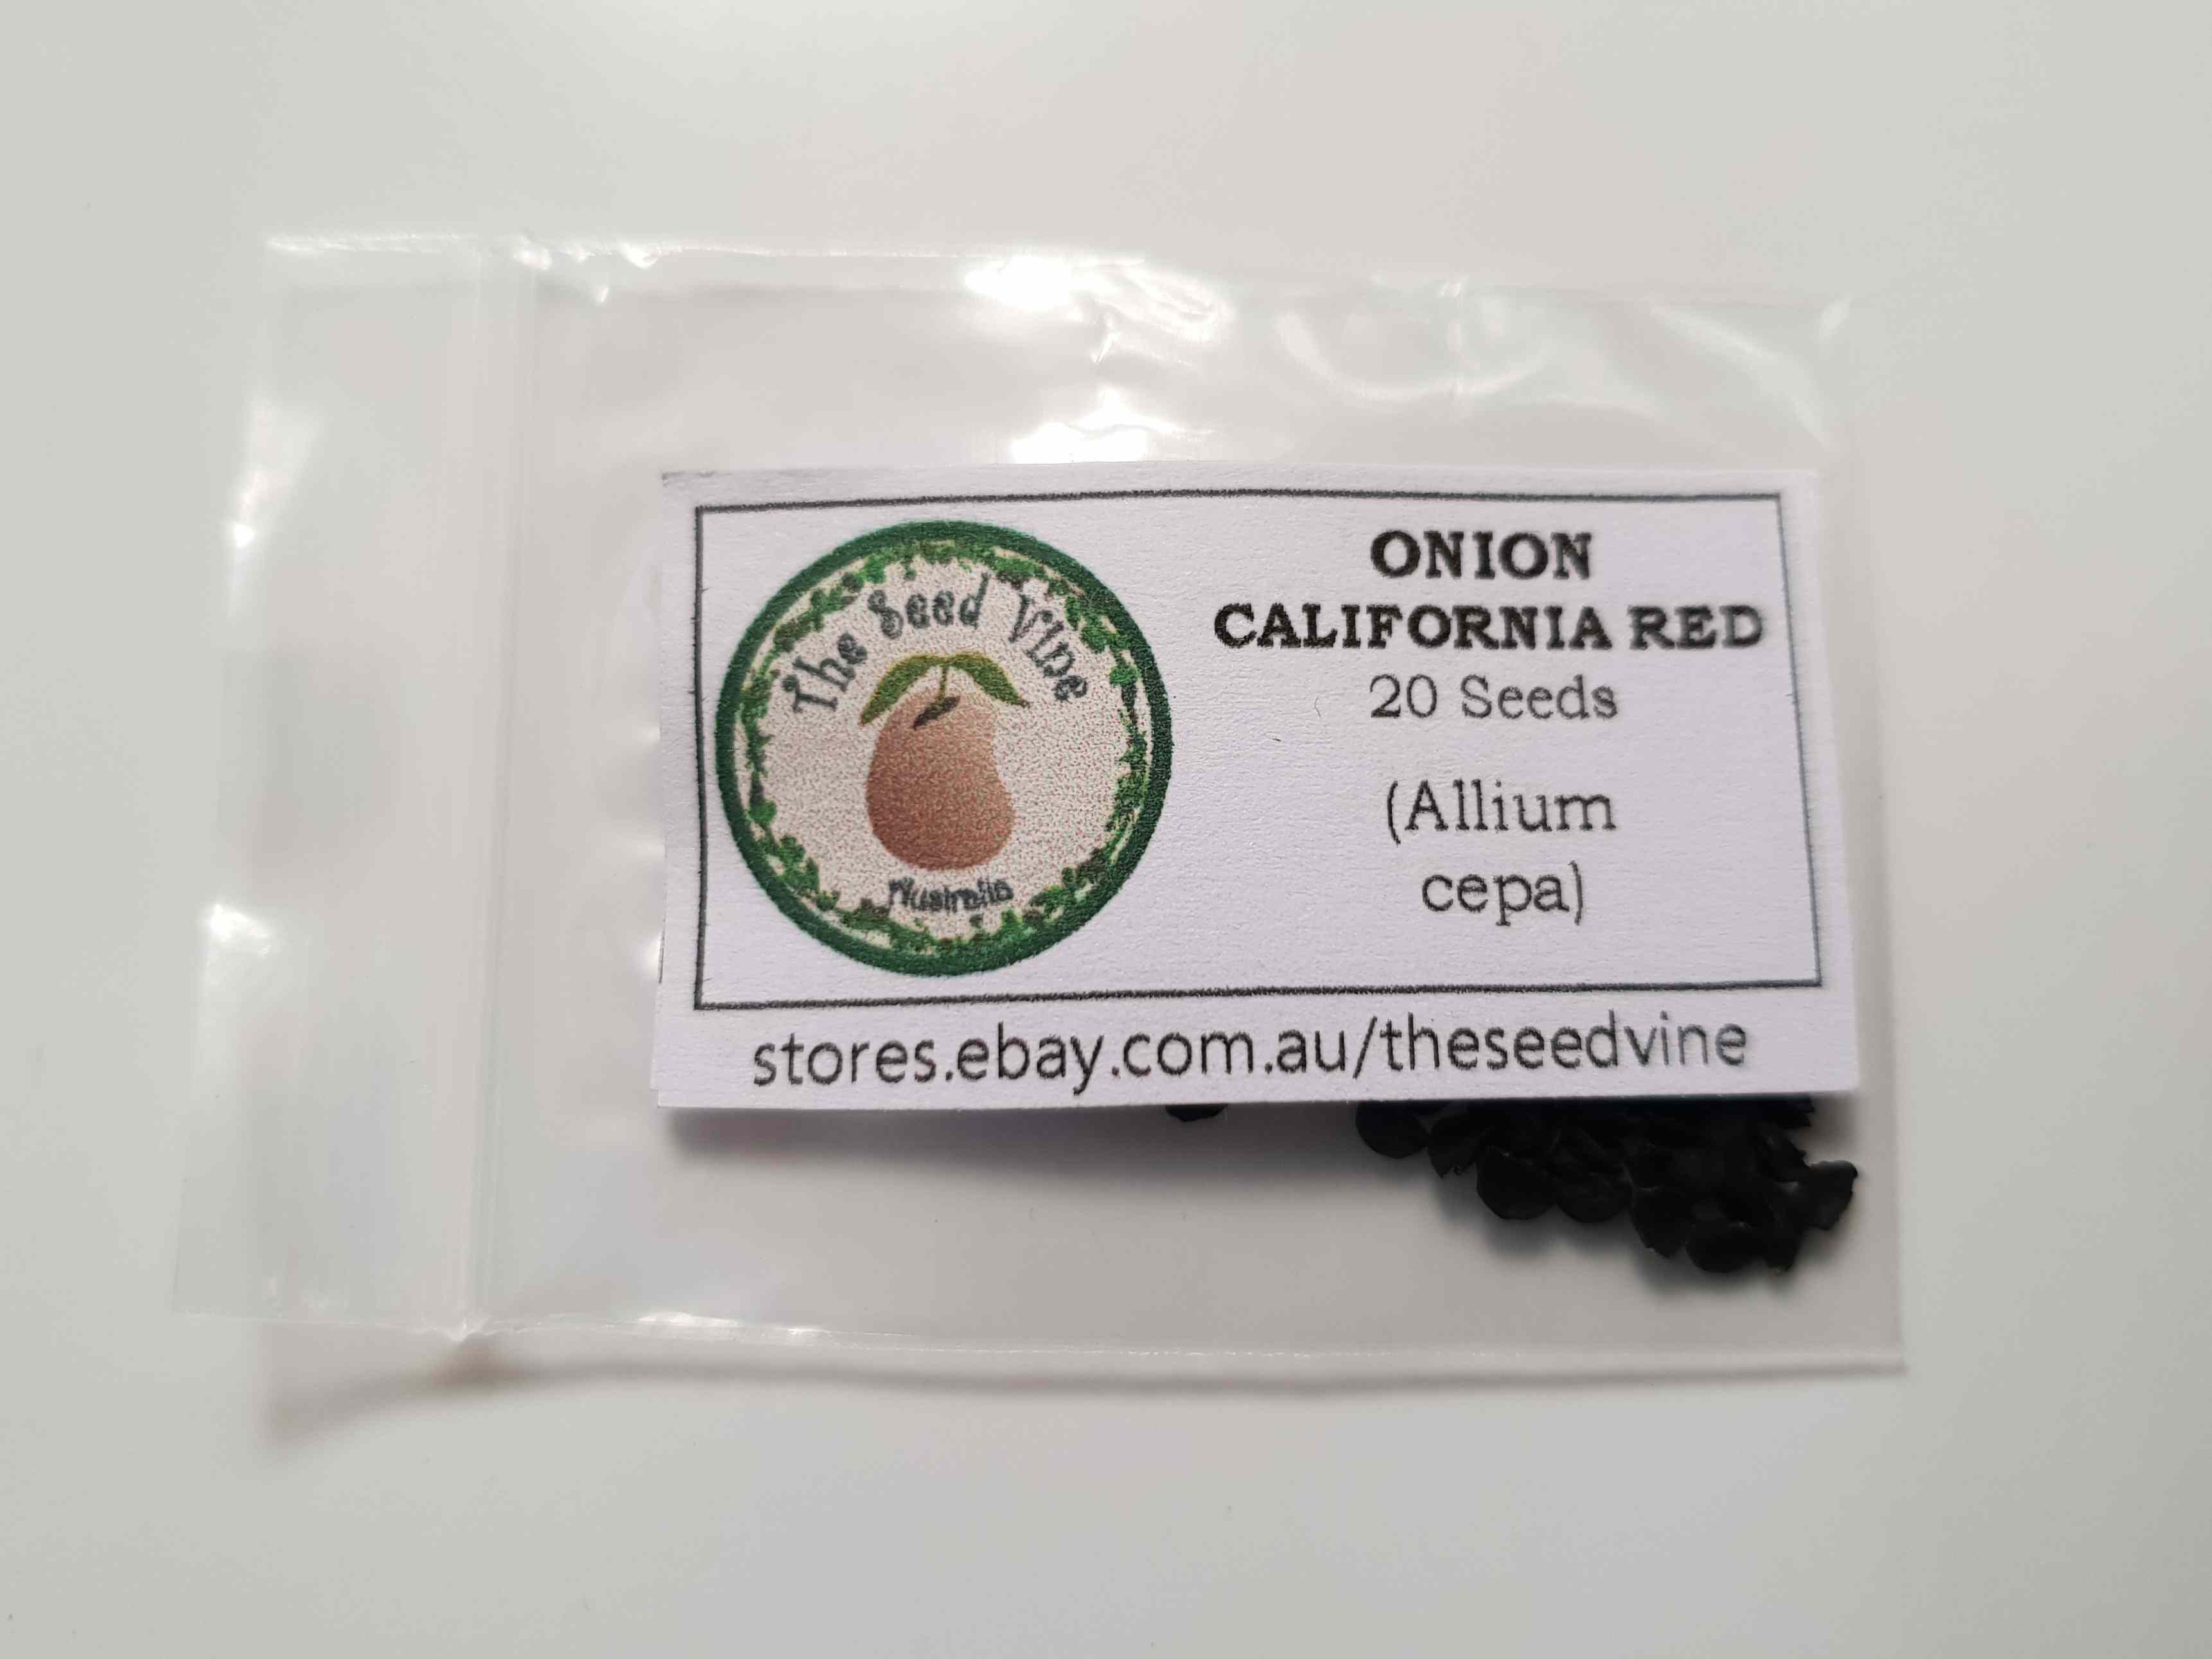 The Seed Vine
Australia
ONION
CALIFORNIA RED
20 Seeds
(Allium
cepa)
stores.ebay.com.au/theseedvine